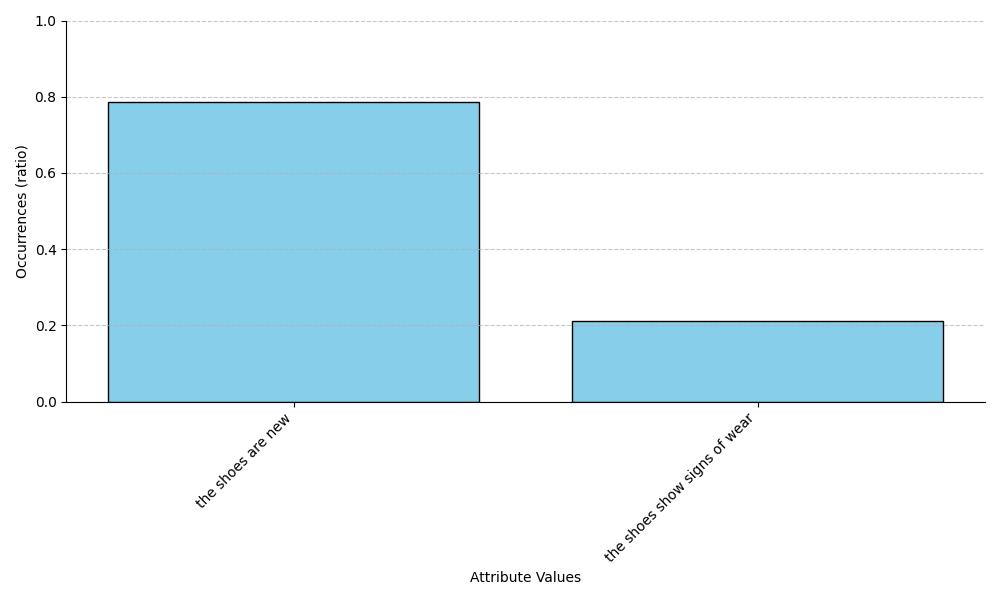 1.0
0.8
0.6
0.4
0.2
0.0
Occurrences (ratio)
the shoes are new
the shoes show signs of wear
Attribute Values